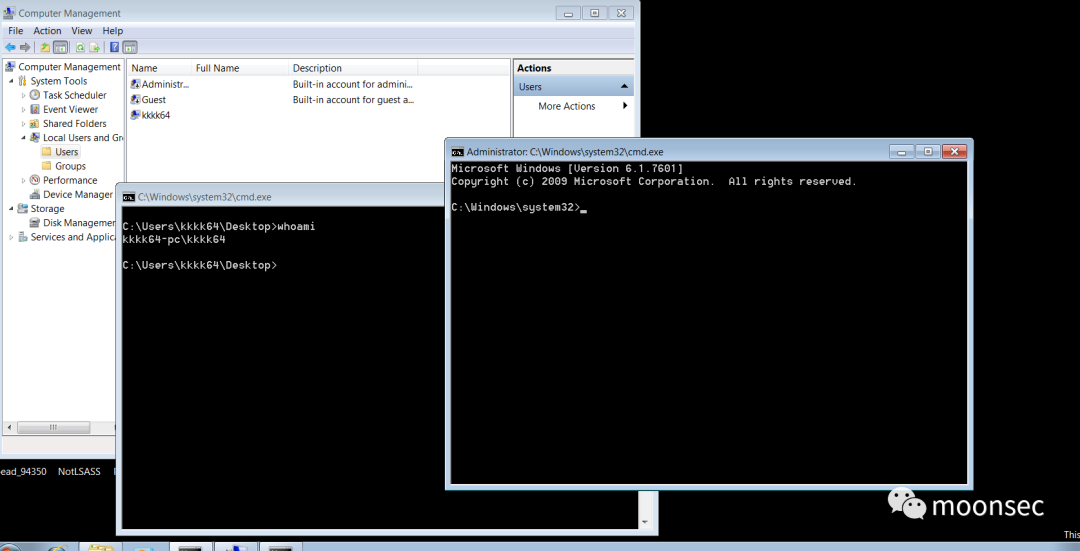 Computer Management
File Action View Help
Computer Management
System Tools
Task Scheduler
Event Viewer
Shared Folders
Local Users and Gr
Users
Groups
Performance
Device Manager
Storage
Disk Managemer
Services and Applica
Name Full Name Description
Administr... Built-in account for admini...
Guest Built-in account for guest a...
kkkk64
Actions
Users
More Actions
C:\Windows\system32\cmd.exe
C:\Users\kkkk64\Desktop>whoami
kkkk64-pc\kkkk64
C:\Users\kkkk64\Desktop>
Administrator: C:\Windows\system32\cmd.exe
Microsoft Windows [Version 6.1.7601]
Copyright (c) 2009 Microsoft Corporation. All rights reserved.
C:\Windows\system32>_
ead_94350 NotLSASS
moonsec
This